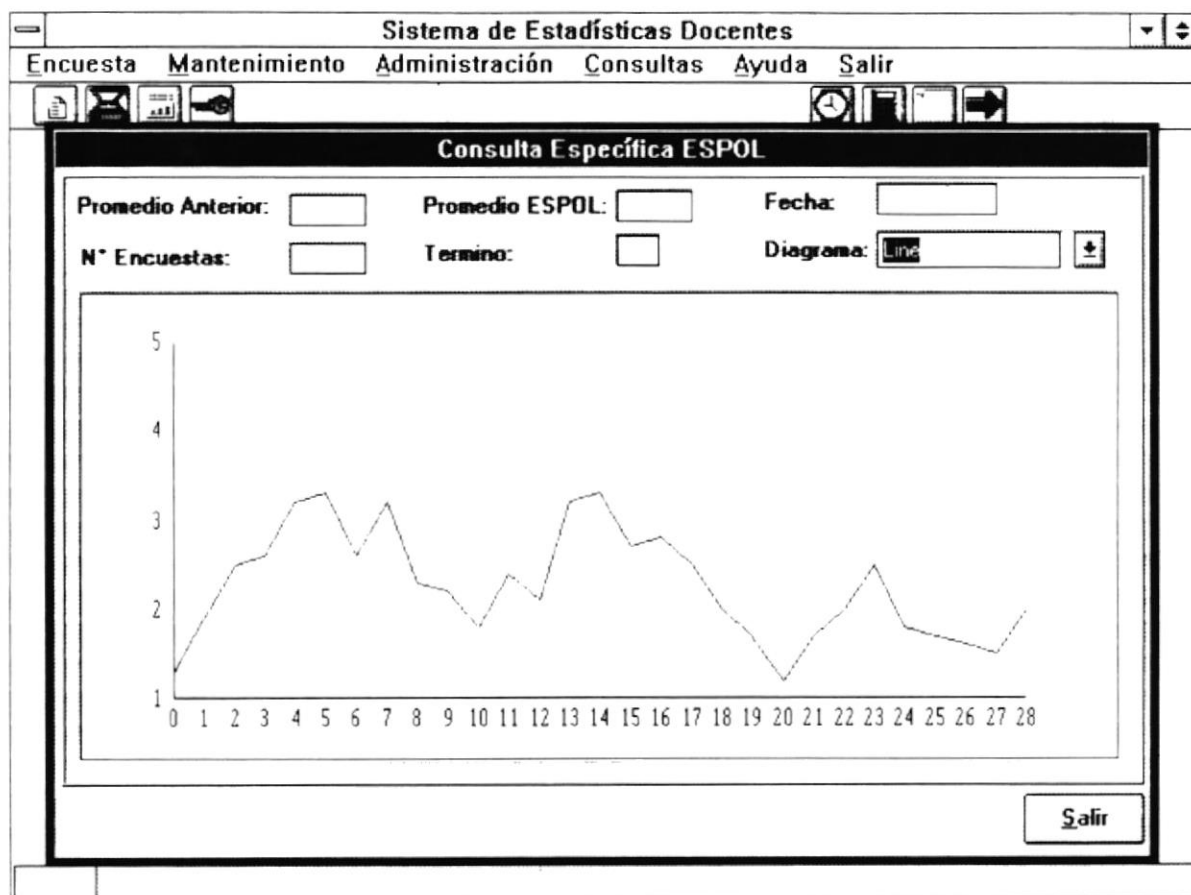 Sistema de Estadísticas Docentes
Encuesta Mantenimiento Administración Consultas Ayuda Salir
Consulta Específica ESPOL
Promedio Anterior: Promedio ESPOL: Fecha:
N° Encuestas: Termino: Diagrama: Line
5
4
3
2
1
0 1 2 3 4 5 6 7 8 9 10 11 12 13 14 15 16 17 18 19 20 21 22 23 24 25 26 27 28
Salir